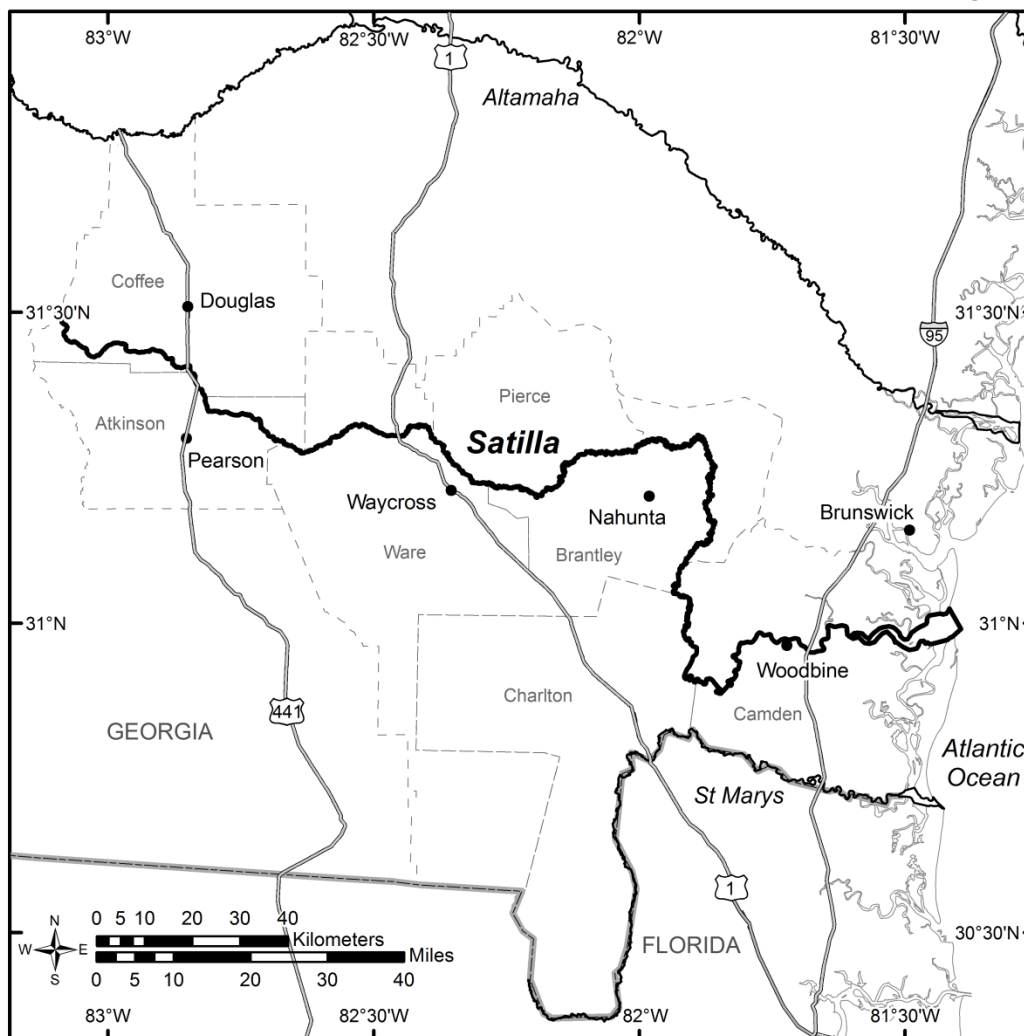 83°W 82°30'W 82°W 81°30'W
1
Altamaha
Coffee
Douglas
31°30'N 31°30'N
95
Pierce
Atkinson
Satilla
Pearson
Waycross
Nahunta
Brunswick
Ware
Brantley
31°N 31°N
Woodbine
Charlton
Camden
441
GEORGIA
Atlantic
Ocean
St Marys
1
N
W E
S
0 5 10 20 30 40
Kilometers
Miles
0 5 10 20 30 40
FLORIDA
30°30'N
83°W 82°30'W 82°W 81°30'W